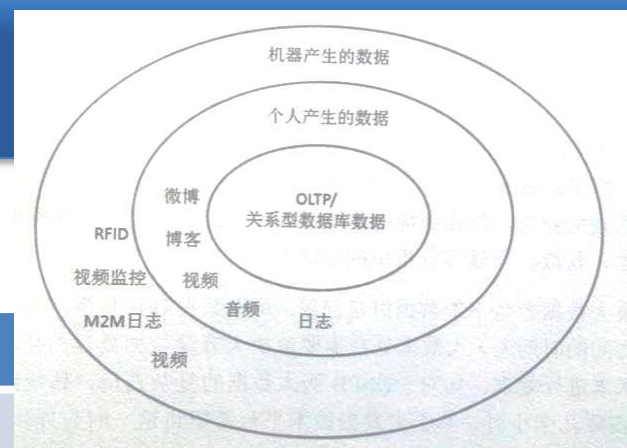 机器产生的数据
个人产生的数据
微博
OLTP/
关系型数据库数据
RFID
博客
视频监控
视频
音频
日志
M2M日志
视频